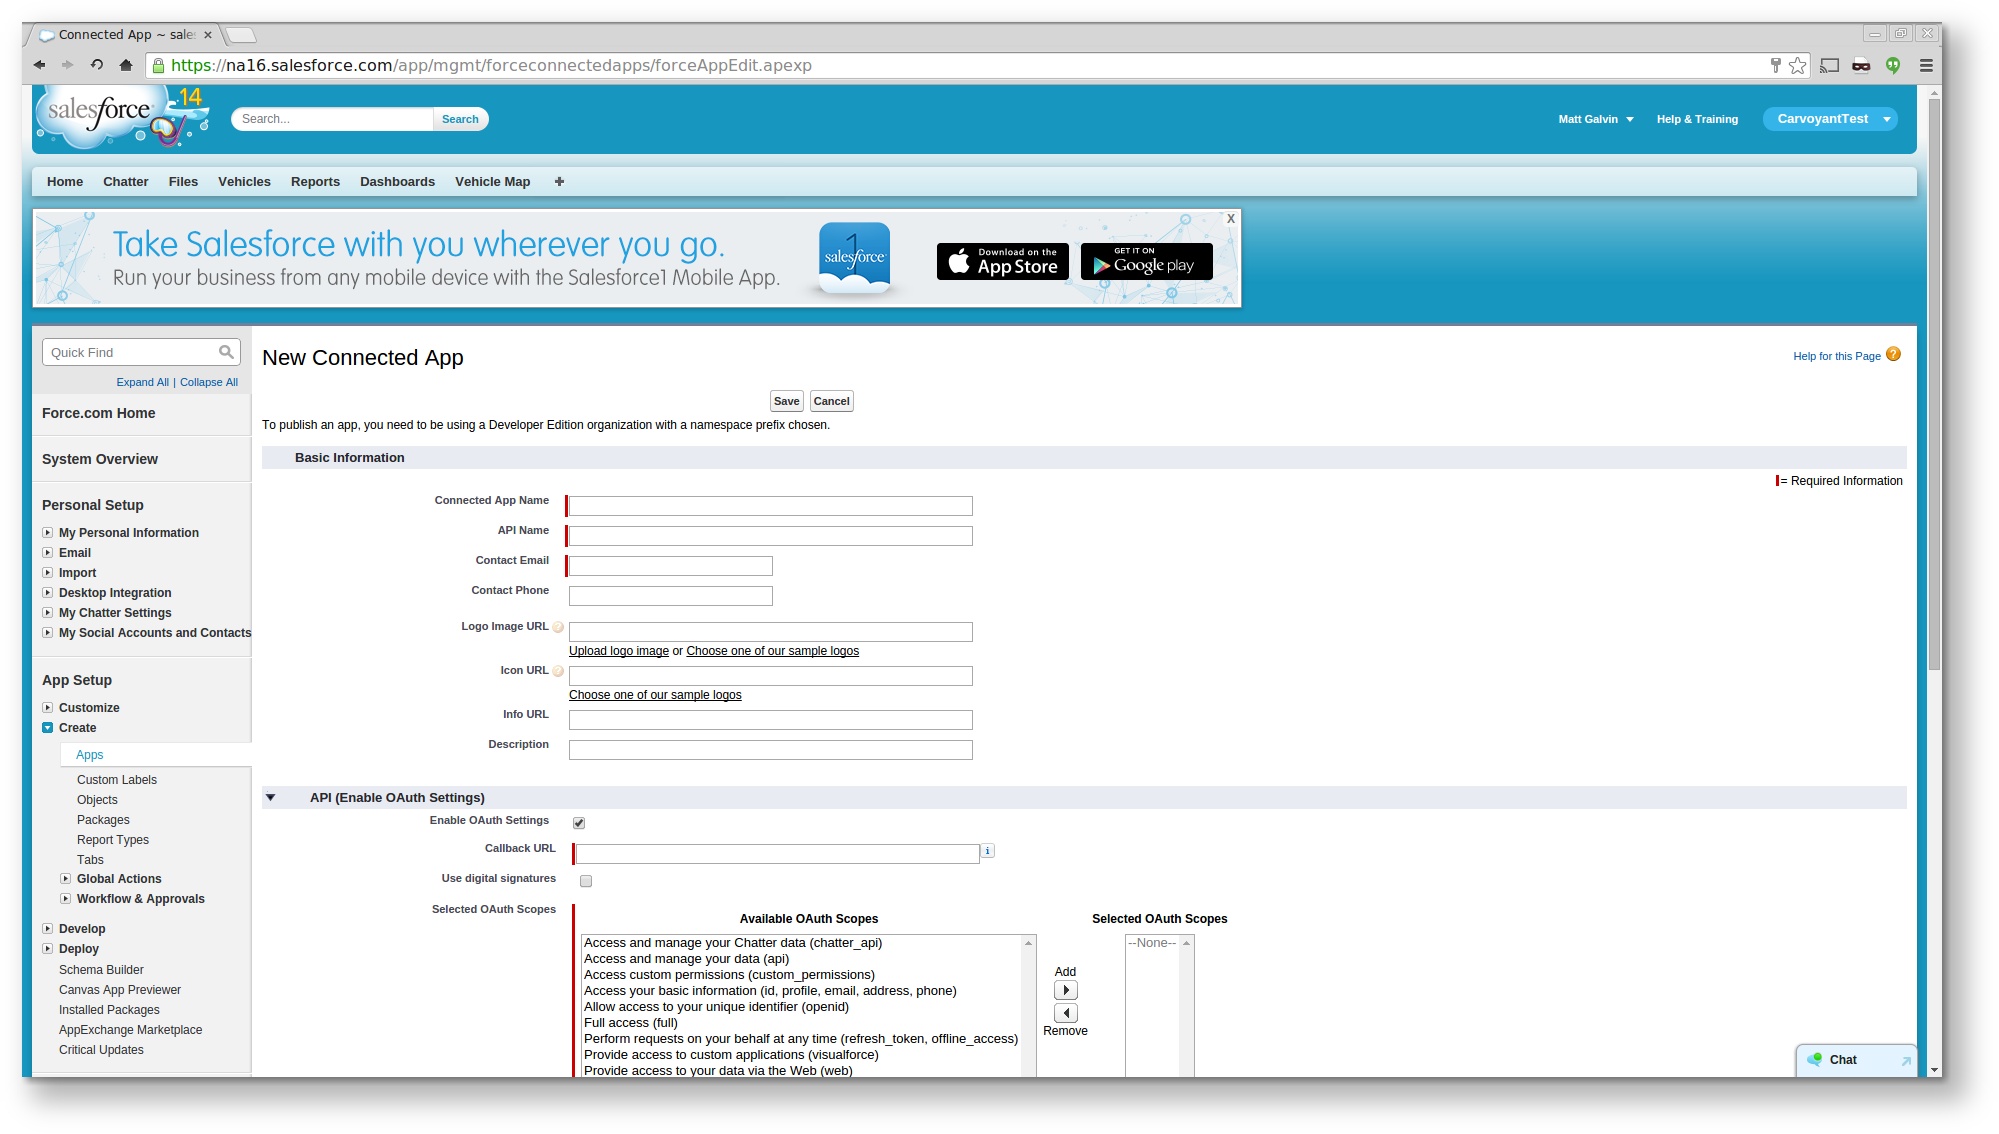 Connected App ~ sale
https://na16.salesforce.com/app/mgmt/forceconnectedapps/forceAppEdit.apexp
salesforce 14
Search... Search Matt Galvin Help & Training CarvoyantTest
Home Chatter Files Vehicles Reports Dashboards Vehicle Map +
Take Salesforce with you wherever you go.
Run your business from any mobile device with the Salesforce1 Mobile App.
1
salesforce
Download on the
App Store
GET IT ON
Google play
X
Quick Find
Expand All | Collapse All
Force.com Home
System Overview
Personal Setup
My Personal Information
Email
Import
Desktop Integration
My Chatter Settings
My Social Accounts and Contacts
App Setup
Customize
Create
Apps
Custom Labels
Objects
Packages
Report Types
Tabs
Global Actions
Workflow & Approvals
Develop
Deploy
Schema Builder
Canvas App Previewer
Installed Packages
AppExchange Marketplace
Critical Updates
New Connected App
Help for this Page ?
Save Cancel
To publish an app, you need to be using a Developer Edition organization with a namespace prefix chosen.
Basic Information
= Required Information
Connected App Name
API Name
Contact Email
Contact Phone
Logo Image URL ?
Upload logo image or Choose one of our sample logos
Icon URL ?
Choose one of our sample logos
Info URL
Description
API (Enable OAuth Settings)
Enable OAuth Settings
Callback URL i
Use digital signatures
Selected OAuth Scopes
Available OAuth Scopes
Access and manage your Chatter data (chatter_api)
Access and manage your data (api)
Access custom permissions (custom_permissions)
Access your basic information (id, profile, email, address, phone)
Allow access to your unique identifier (openid)
Full access (full)
Perform requests on your behalf at any time (refresh_token, offline_access)
Provide access to custom applications (visualforce)
Provide access to your data via the Web (web)
Add
Remove
Selected OAuth Scopes
--None--
Chat